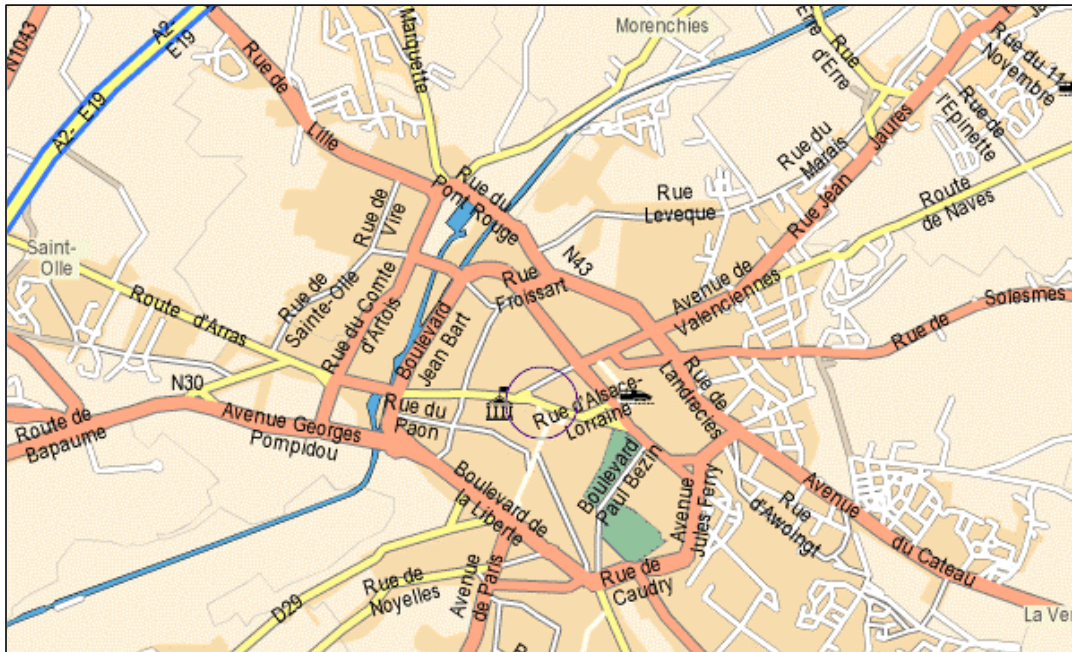 N1043
A2-
E19
A2- E19
Rue de
Lille
Marquette
Morenchies
Erre
Rue
d'Erre
Rue du 11
Novembre
Rue de
l'Epinette
Jaures
Rue Jean
Rue du
Marais
Route
de Naves
Rue
Leveque
Rue du
Pont Rouge
Rue de
Vire
Saint-
Olle
Rue de
Sainte-Olle
Route d'Arras
Rue du Comte
d'Artois
Boulevard
Jean Bart
Rue
Froissart
N43
Avenue de
Valenciennes
Solesmes
Rue de
N30
Route de
Bapaume
Avenue Georges
Pompidou
Rue du
Paon
Rue d'Alsace-
Lorraine
Rue de
Landrecies
Boulevard
Paul Bezin
Avenue
Jules Ferry
Rue
d'Awoingt
Avenue
du Cateau
Boulevard de
la Liberte
Avenue
de Paris
Rue de
Noyelles
D29
Rue de
Caudry
La Ver